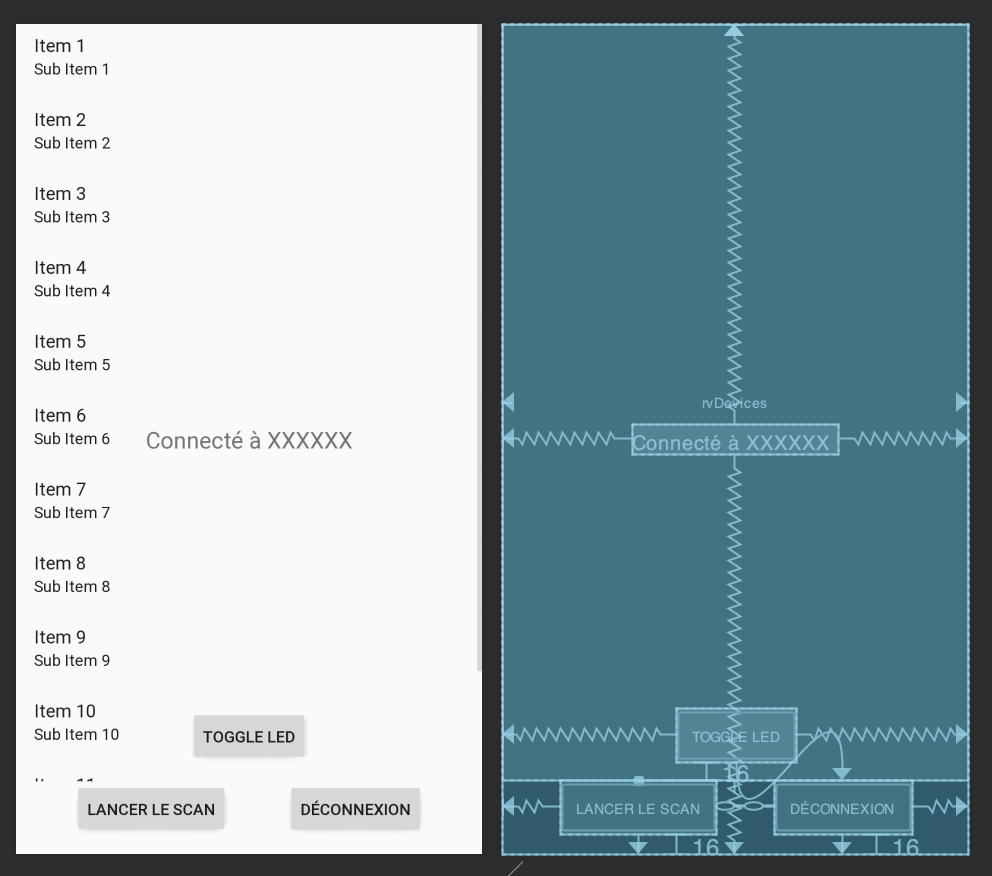 Item 1
Sub Item 1
Item 2
Sub Item 2
Item 3
Sub Item 3
Item 4
Sub Item 4
Item 5
Sub Item 5
Item 6
Sub Item 6
Connecté à XXXXXX
Item 7
Sub Item 7
Item 8
Sub Item 8
Item 9
Sub Item 9
Item 10
Sub Item 10
TOGGLE LED
LANCER LE SCAN
DÉCONNEXION
rvDevices
Connecté à XXXXXX
TOGGLE LED
16
LANCER LE SCAN
DÉCONNEXION
16
16